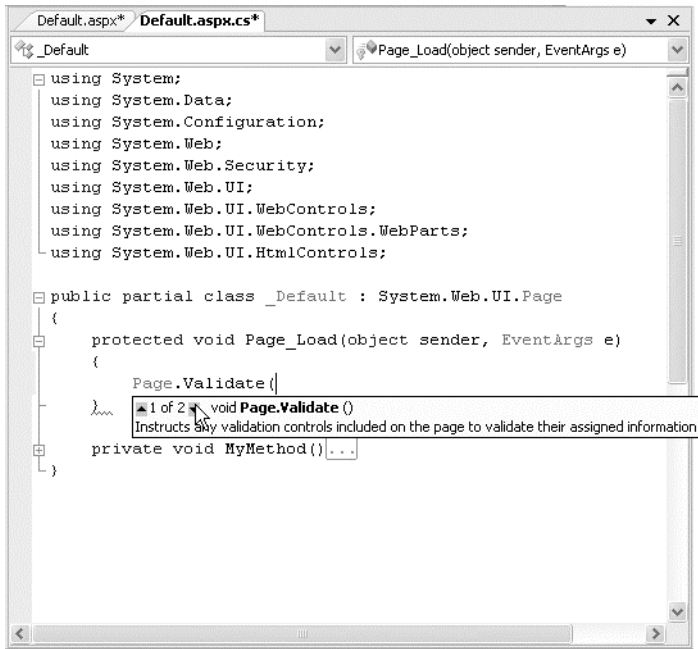 Default.aspx* Default.aspx.cs*
_Default Page_Load(object sender, EventArgs e)
using System;
using System.Data;
using System.Configuration;
using System.Web;
using System.Web.Security;
using System.Web.UI;
using System.Web.UI.WebControls;
using System.Web.UI.WebControls.WebParts;
using System.Web.UI.HtmlControls;
public partial class _Default : System.Web.UI.Page
{
protected void Page_Load(object sender, EventArgs e)
{
Page.Validate(
}
1 of 2 void Page.Validate ()
Instructs any validation controls included on the page to validate their assigned information
private void MyMethod()...
}